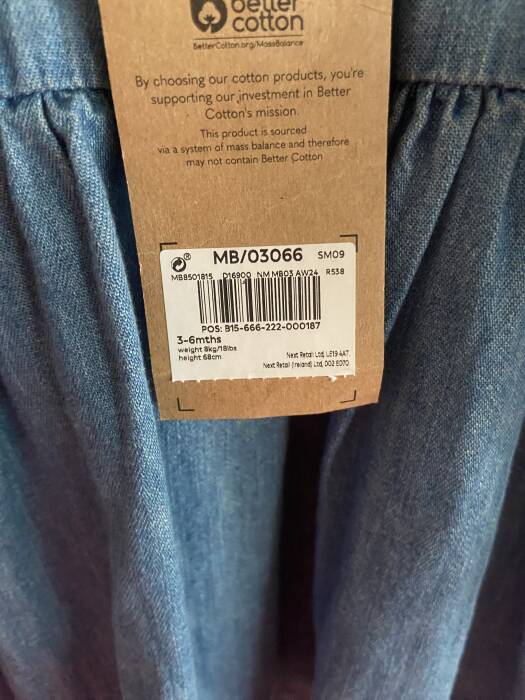 better
cotton
BetterCotton.org/MassBalance
By choosing our cotton products, you're
supporting our investment in Better
Cotton's mission.
This product is sourced
via a system of mass balance and therefore
may not contain Better Cotton
MB/03066 SM09
MB8501815 D16900 NM MB03 AW24 R538
POS: B15-666-222-000187
3-6mths
weight 8kg/18lbs
height 68cm
Next Retail Ltd, LE19 4AT.
Next Retail (Ireland) Ltd, D02 ED70